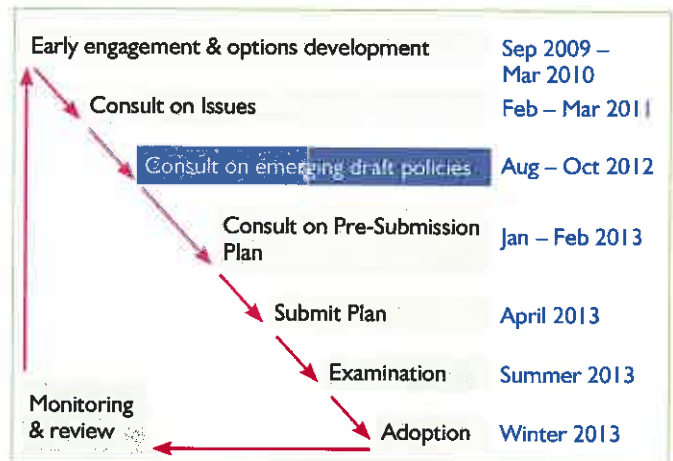 Early engagement & options development Sep 2009 –
Mar 2010
Consult on Issues Feb – Mar 2011
Consult on emerging draft policies Aug – Oct 2012
Consult on Pre-Submission
Plan Jan – Feb 2013
Submit Plan April 2013
Examination Summer 2013
Monitoring
& review
Adoption Winter 2013